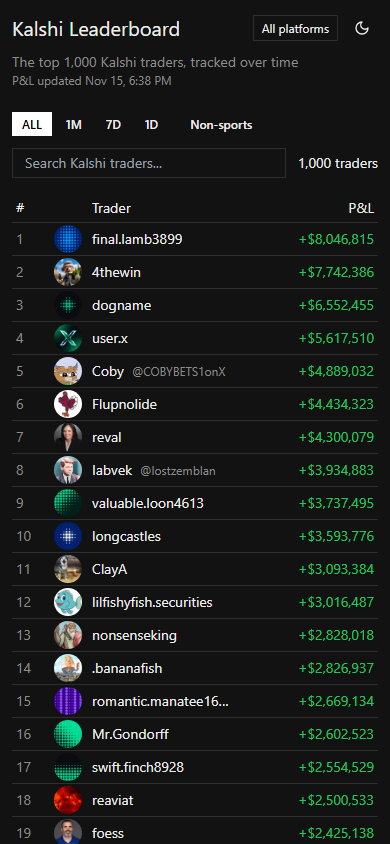 Kalshi Leaderboard All platforms
The top 1,000 Kalshi traders, tracked over time
P&L updated Nov 15, 6:38 PM
ALL 1M 7D 1D Non-sports
Search Kalshi traders... 1,000 traders
# Trader P&L
1 final.lamb3899 +$8,046,815
2 4thewin +$7,742,386
3 dogname +$6,552,455
4 user.x +$5,617,510
5 Coby @COBYBETS1onX +$4,889,032
6 Flupnolide +$4,434,323
7 reval +$4,300,079
8 labvek @lostzemblan +$3,934,883
9 valuable.loon4613 +$3,737,495
10 longcastles +$3,593,776
11 ClayA +$3,093,384
12 lilfishyfish.securities +$3,016,487
13 nonsenseking +$2,828,018
14 .bananafish +$2,826,937
15 romantic.manatee16... +$2,669,134
16 Mr.Gondorff +$2,602,523
17 swift.finch8928 +$2,554,529
18 reaviat +$2,500,533
19 foess +$2,425,138